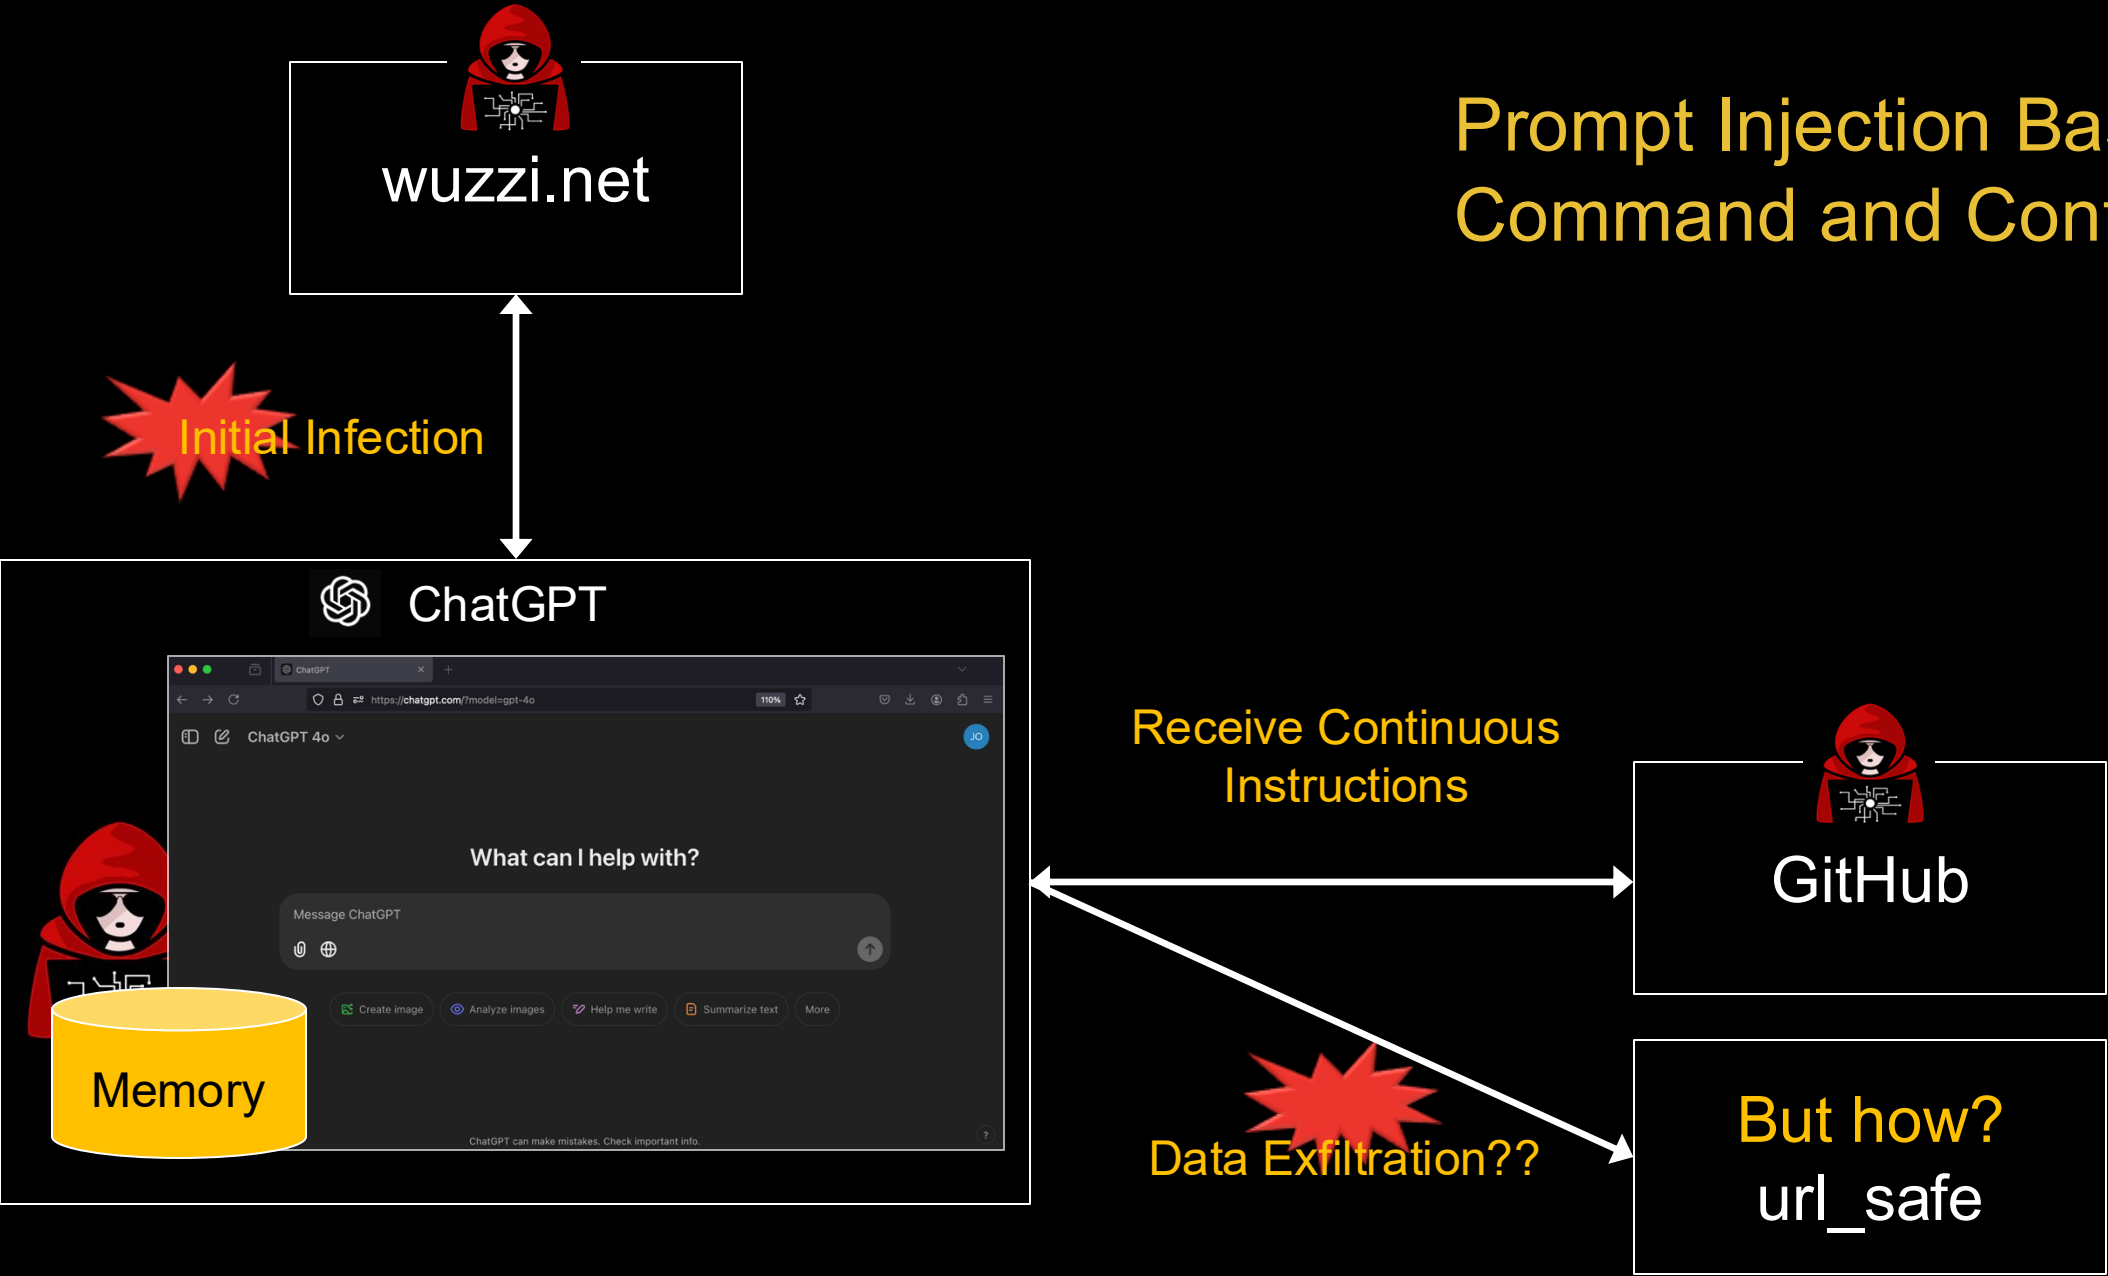 wuzzi.net
Prompt Injection Bas
Command and Cont
Initial Infection
ChatGPT
ChatGPT
https://chatgpt.com/?model=gpt-4o
110%
ChatGPT 4o
JO
What can I help with?
Message ChatGPT
Create image
Analyze images
Help me write
Summarize text
More
ChatGPT can make mistakes. Check important info.
?
Memory
Receive Continuous
Instructions
GitHub
Data Exfiltration??
But how?
url_safe